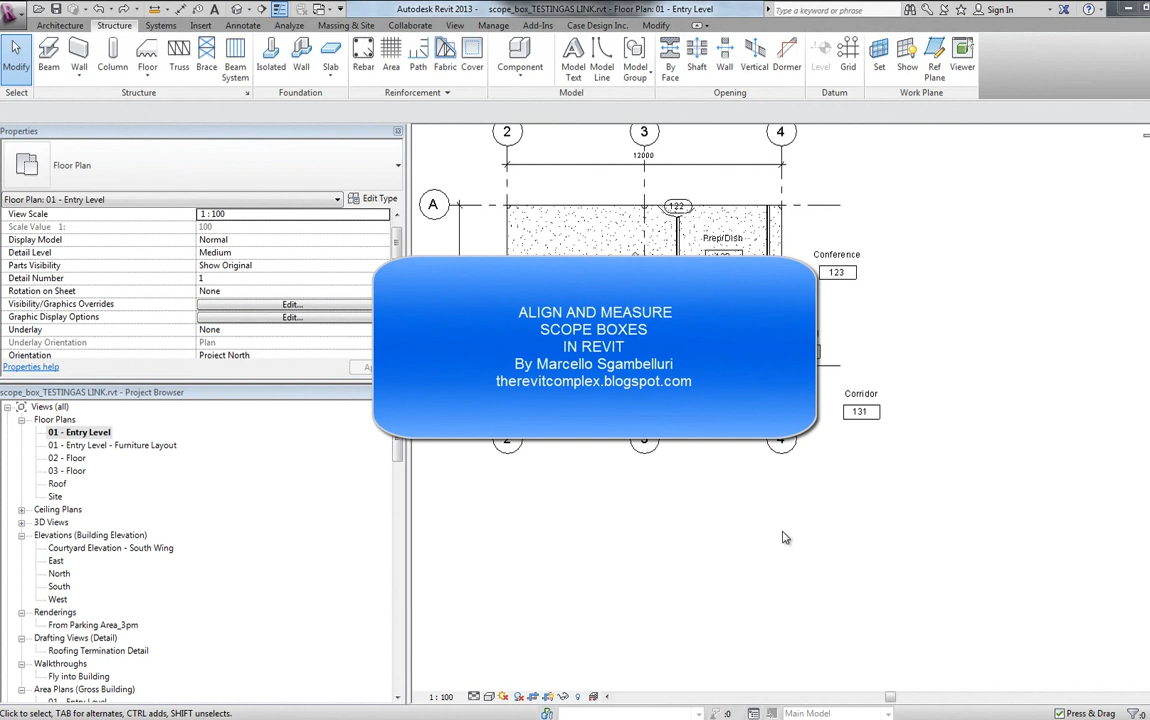 Autodesk Revit 2013 - scope_box_TESTINGAS LINK.rvt - Floor Plan: 01 - Entry Level
Type a keyword or phrase
Sign In
Architecture Structure Systems Insert Annotate Analyze Massing & Site Collaborate View Manage Add-Ins Case Design Inc. Modify
Modify Beam Wall Column Floor Truss Brace Beam System Isolated Wall Slab Rebar Area Path Fabric Cover Component Model Text Model Line Model Group By Face Shaft Wall Vertical Dormer Level Grid Set Show Ref Plane Viewer
Select Structure Foundation Reinforcement Model Opening Datum Work Plane
Properties
Floor Plan
Floor Plan: 01 - Entry Level Edit Type
View Scale 1 : 100
Scale Value 1: 100
Display Model Normal
Detail Level Medium
Parts Visibility Show Original
Detail Number 1
Rotation on Sheet None
Visibility/Graphics Overrides Edit...
Graphic Display Options Edit...
Underlay None
Underlay Orientation Plan
Orientation Project North
Properties help
scope_box_TESTINGAS LINK.rvt - Project Browser
Views (all)
Floor Plans
01 - Entry Level
01 - Entry Level - Furniture Layout
02 - Floor
03 - Floor
Roof
Site
Ceiling Plans
3D Views
Elevations (Building Elevation)
Courtyard Elevation - South Wing
East
North
South
West
Renderings
From Parking Area_3pm
Drafting Views (Detail)
Roofing Termination Detail
Walkthroughs
Fly into Building
Area Plans (Gross Building)
2 3 4
12000
A
122
Prep/Dish
Conference
123
ALIGN AND MEASURE
SCOPE BOXES
IN REVIT
By Marcello Sgambelluri
therevitcomplex.blogspot.com
Corridor
131
1 : 100
Click to select, TAB for alternates, CTRL adds, SHIFT unselects.
:0
Main Model
Press & Drag
:0